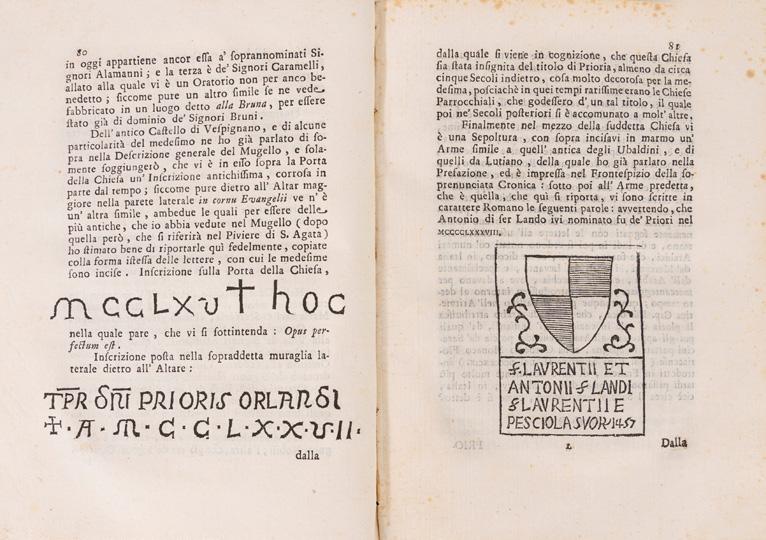 80
in oggi appartiene ancor essa a' soprannominati Si-
gnori Alamanni; e la terza è de' Signori Caramelli,
allato alla quale vi è un Oratorio non per anco be-
nedetto; siccome pure un altro simile se ne vede
fabbricato in un luogo detto alla Bruna, per essere
stato già di dominio de' Signori Bruni.
Dell'antico Castello di Vespignano, e di alcune
particolarità del medesimo ne ho già parlato di so-
pra nella Descrizione generale del Mugello, e sola-
mente soggiungerò, che vi è in esso sopra la Porta
della Chiesa un' Inscrizione antichissima, corrosa in
parte dal tempo; siccome pure dietro all' Altar mag-
giore nella parete laterale in cornu Evangelii ve n' è
un' altra simile, ambedue le quali per essere delle
più antiche, che io abbia vedute nel Mugello (dopo
quella però, che si riferirà nel Piviere di S. Agata)
ho stimato bene di riportarle quì fedelmente, copiate
colla forma istessa delle lettere, con cui le medesime
sono incise. Inscrizione sulla Porta della Chiesa,
MCCLXV † hOC
nella quale pare, che vi si sottintenda: Opus per-
fectum est.
Inscrizione posta nella sopraddetta muraglia la-
terale dietro all' Altare:
PRIORIS ORLANDI
✠·A·M·C·C·L·X·X·V·II·
dalla
81
dalla quale si viene in cognizione, che questa Chiesa
sia stata insignita del titolo di Prioria, almeno da circa
cinque Secoli indietro, cosa molto decorosa per la me-
desima, posciachè in quei tempi rarissime erano le Chiese
Parrocchiali, che godessero d' un tal titolo, il quale
poi ne' Secoli posteriori si è accomunato a molt' altre.
Finalmente nel mezzo della suddetta Chiesa vi
è una Sepoltura, con sopra incisavi in marmo un'
Arme simile a quell' antica degli Ubaldini, e di
quelli da Lutiano, della quale ho già parlato nella
Prefazione, ed è impressa nel Frontespizio della so-
prenunciata Cronica: sotto poi all' Arme predetta,
che è quella, che quì si riporta, vi sono scritte in
carattere Romano le seguenti parole: avvertendo, che
Antonio di ser Lando ivi nominato fu de' Priori nel
MCCCCLXXXVIII.
S. LAVRENTII ET
ANTONII S LANDI
S LAVRENTII E
PESCIOLA SVOR·1457
L
Dalla